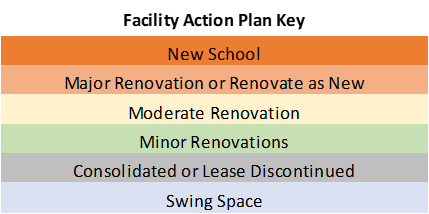 Facility Action Plan Key
New School
Major Renovation or Renovate as New
Moderate Renovation
Minor Renovations
Consolidated or Lease Discontinued
Swing Space